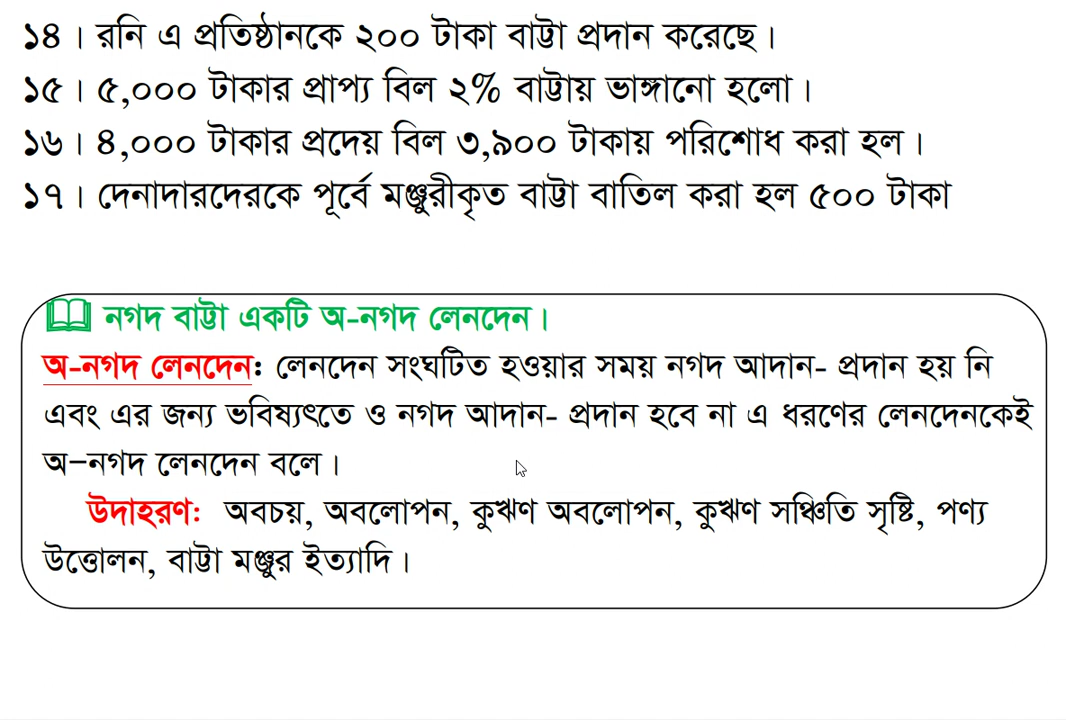 ১৪। রনি এ প্রতিষ্ঠানকে ২০০ টাকা বাট্টা প্রদান করেছে।
১৫। ৫,০০০ টাকার প্রাপ্য বিল ২% বাট্টায় ভাঙ্গানো হলো।
১৬। ৪,০০০ টাকার প্রদেয় বিল ৩,৯০০ টাকায় পরিশোধ করা হল।
১৭। দেনাদারদেরকে পূর্বে মঞ্জুরীকৃত বাট্টা বাতিল করা হল ৫০০ টাকা
নগদ বাট্টা একটি অ-নগদ লেনদেন।
অ-নগদ লেনদেন: লেনদেন সংঘটিত হওয়ার সময় নগদ আদান- প্রদান হয় নি
এবং এর জন্য ভবিষ্যৎতে ও নগদ আদান- প্রদান হবে না এ ধরণের লেনদেনকেই
অ–নগদ লেনদেন বলে।
উদাহরণ: অবচয়, অবলোপন, কুঋণ অবলোপন, কুঋণ সঞ্চিতি সৃষ্টি, পণ্য
উত্তোলন, বাট্টা মঞ্জুর ইত্যাদি।